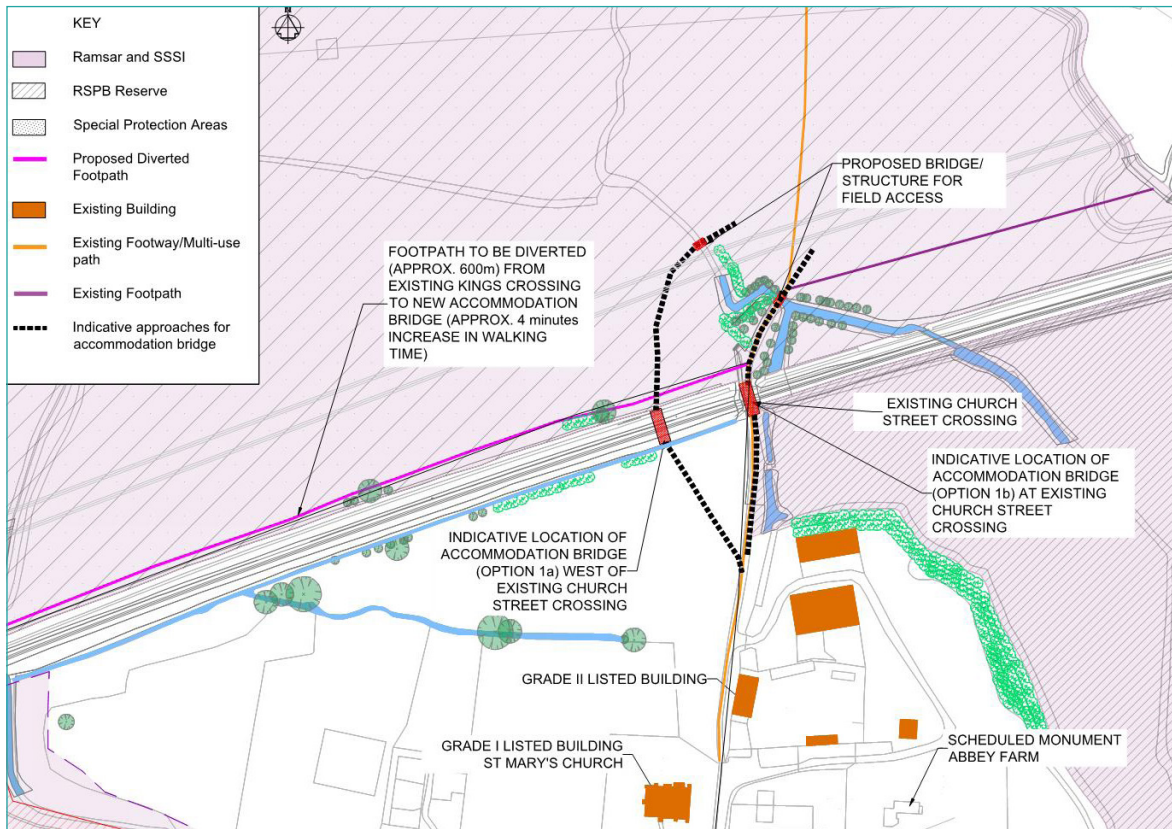 KEY
Ramsar and SSSI
RSPB Reserve
Special Protection Areas
Proposed Diverted
Footpath
Existing Building
Existing Footway/Multi-use
path
Existing Footpath
Indicative approaches for
accommodation bridge
N
PROPOSED BRIDGE/
STRUCTURE FOR
FIELD ACCESS
FOOTPATH TO BE DIVERTED
(APPROX. 600m) FROM
EXISTING KINGS CROSSING
TO NEW ACCOMMODATION
BRIDGE (APPROX. 4 minutes
INCREASE IN WALKING
TIME)
EXISTING CHURCH
STREET CROSSING
INDICATIVE LOCATION OF
ACCOMMODATION BRIDGE
(OPTION 1b) AT EXISTING
CHURCH STREET
CROSSING
INDICATIVE LOCATION OF
ACCOMMODATION BRIDGE
(OPTION 1a) WEST OF
EXISTING CHURCH
STREET CROSSING
GRADE II LISTED BUILDING
GRADE I LISTED BUILDING
ST MARY'S CHURCH
SCHEDULED MONUMENT
ABBEY FARM